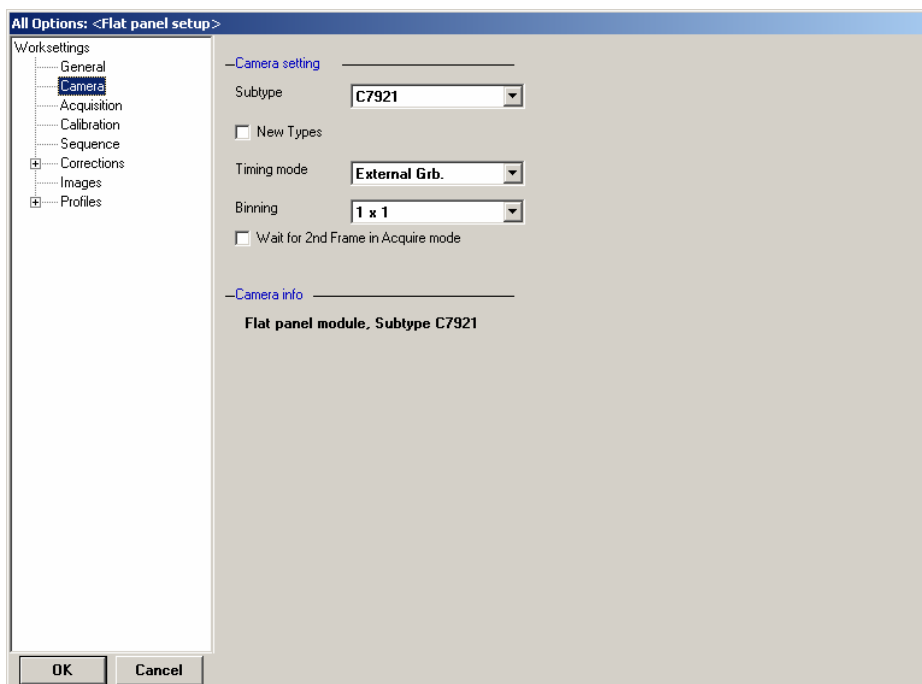 All Options: <Flat panel setup>
Worksettings
General
Camera
Acquisition
Calibration
Sequence
Corrections
Images
Profiles
Camera setting
Subtype C7921
New Types
Timing mode External Grb.
Binning 1 x 1
Wait for 2nd Frame in Acquire mode
Camera info
Flat panel module, Subtype C7921
OK Cancel